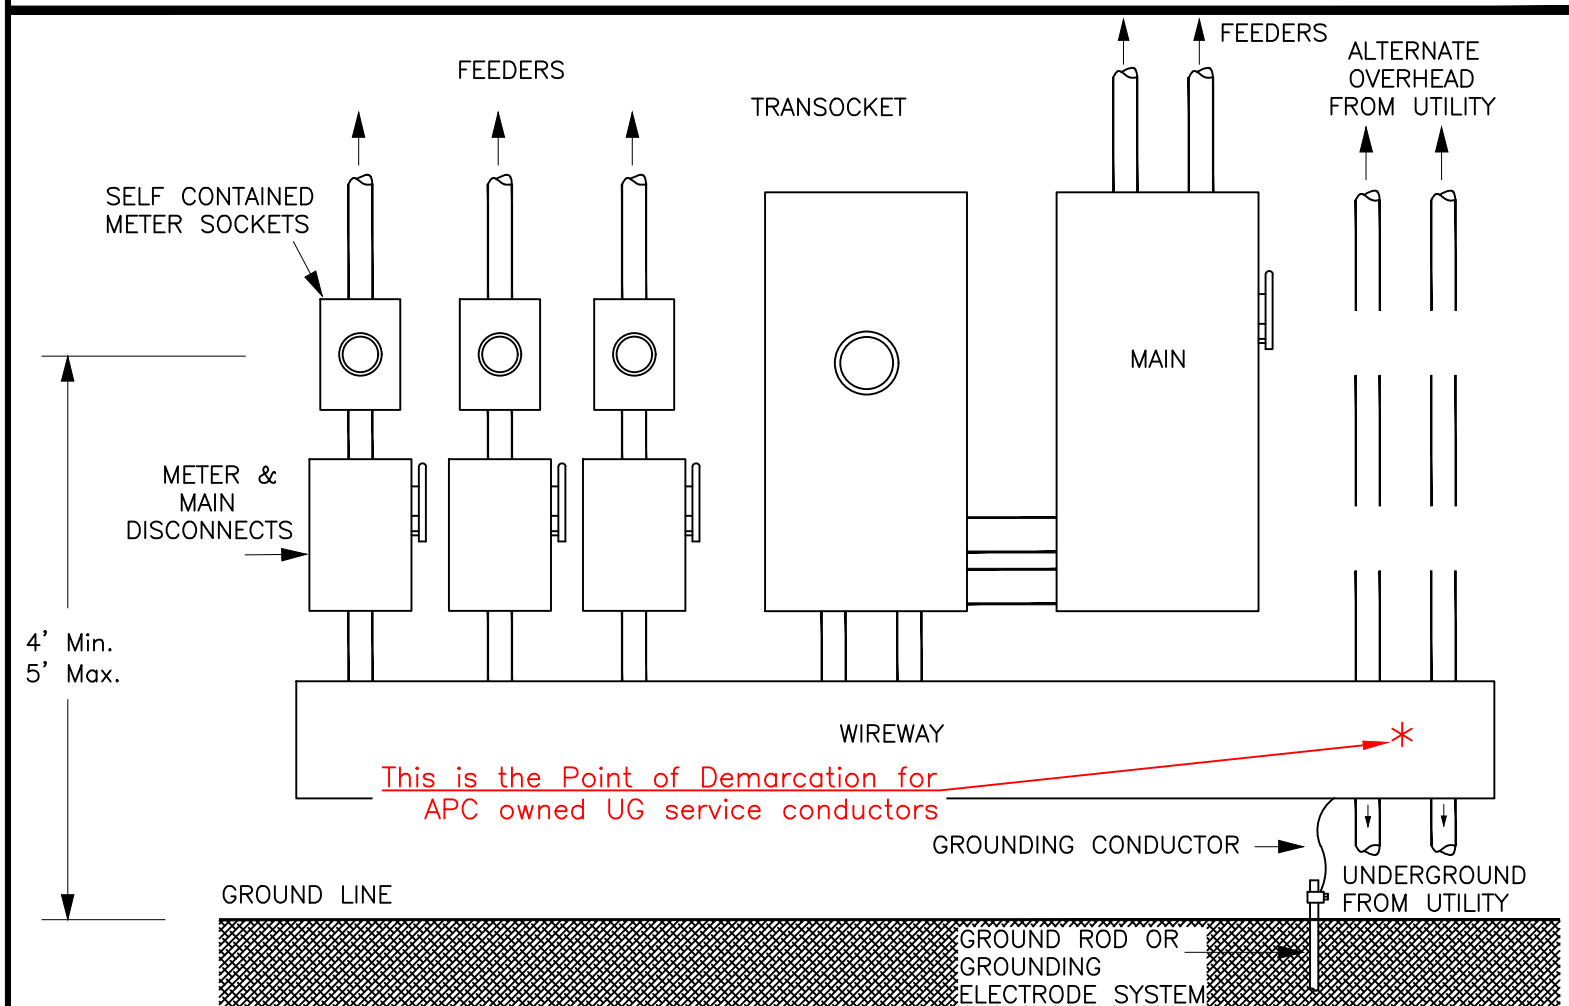 FEEDERS
FEEDERS
ALTERNATE
OVERHEAD
FROM UTILITY
TRANSOCKET
SELF CONTAINED
METER SOCKETS
MAIN
METER &
MAIN
DISCONNECTS
4' Min.
5' Max.
WIREWAY
*
This is the Point of Demarcation for
APC owned UG service conductors
GROUNDING CONDUCTOR
UNDERGROUND
FROM UTILITY
GROUND LINE
GROUND ROD OR
GROUNDING
ELECTRODE SYSTEM